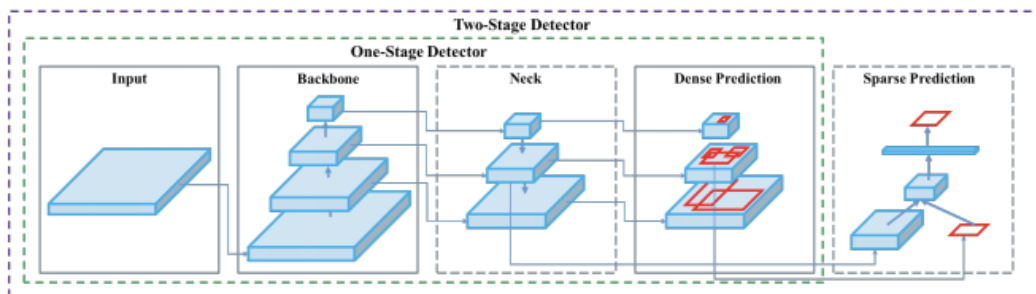 Two-Stage Detector
One-Stage Detector
Input
Backbone
Neck
Dense Prediction
Sparse Prediction